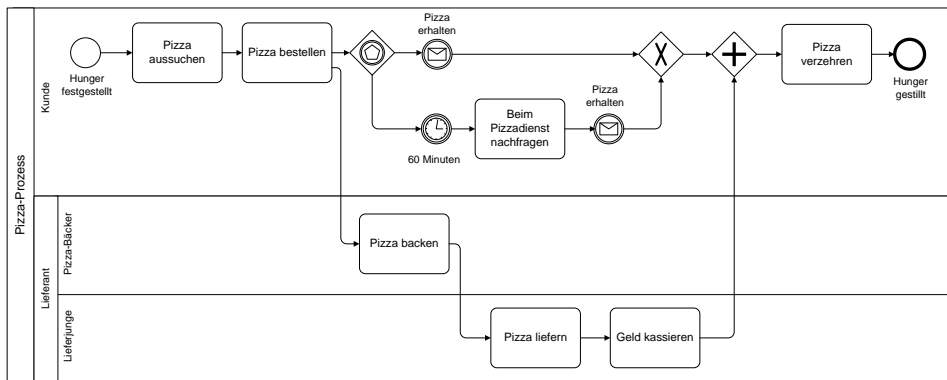 Pizza-Prozess
Kunde
Hunger
festgestellt
Pizza
aussuchen
Pizza bestellen
Pizza
erhalten
60 Minuten
Beim
Pizzadienst
nachfragen
Pizza
erhalten
Pizza
verzehren
Hunger
gestillt
Lieferant
Pizza-Bäcker
Pizza backen
Lieferjunge
Pizza liefern
Geld kassieren